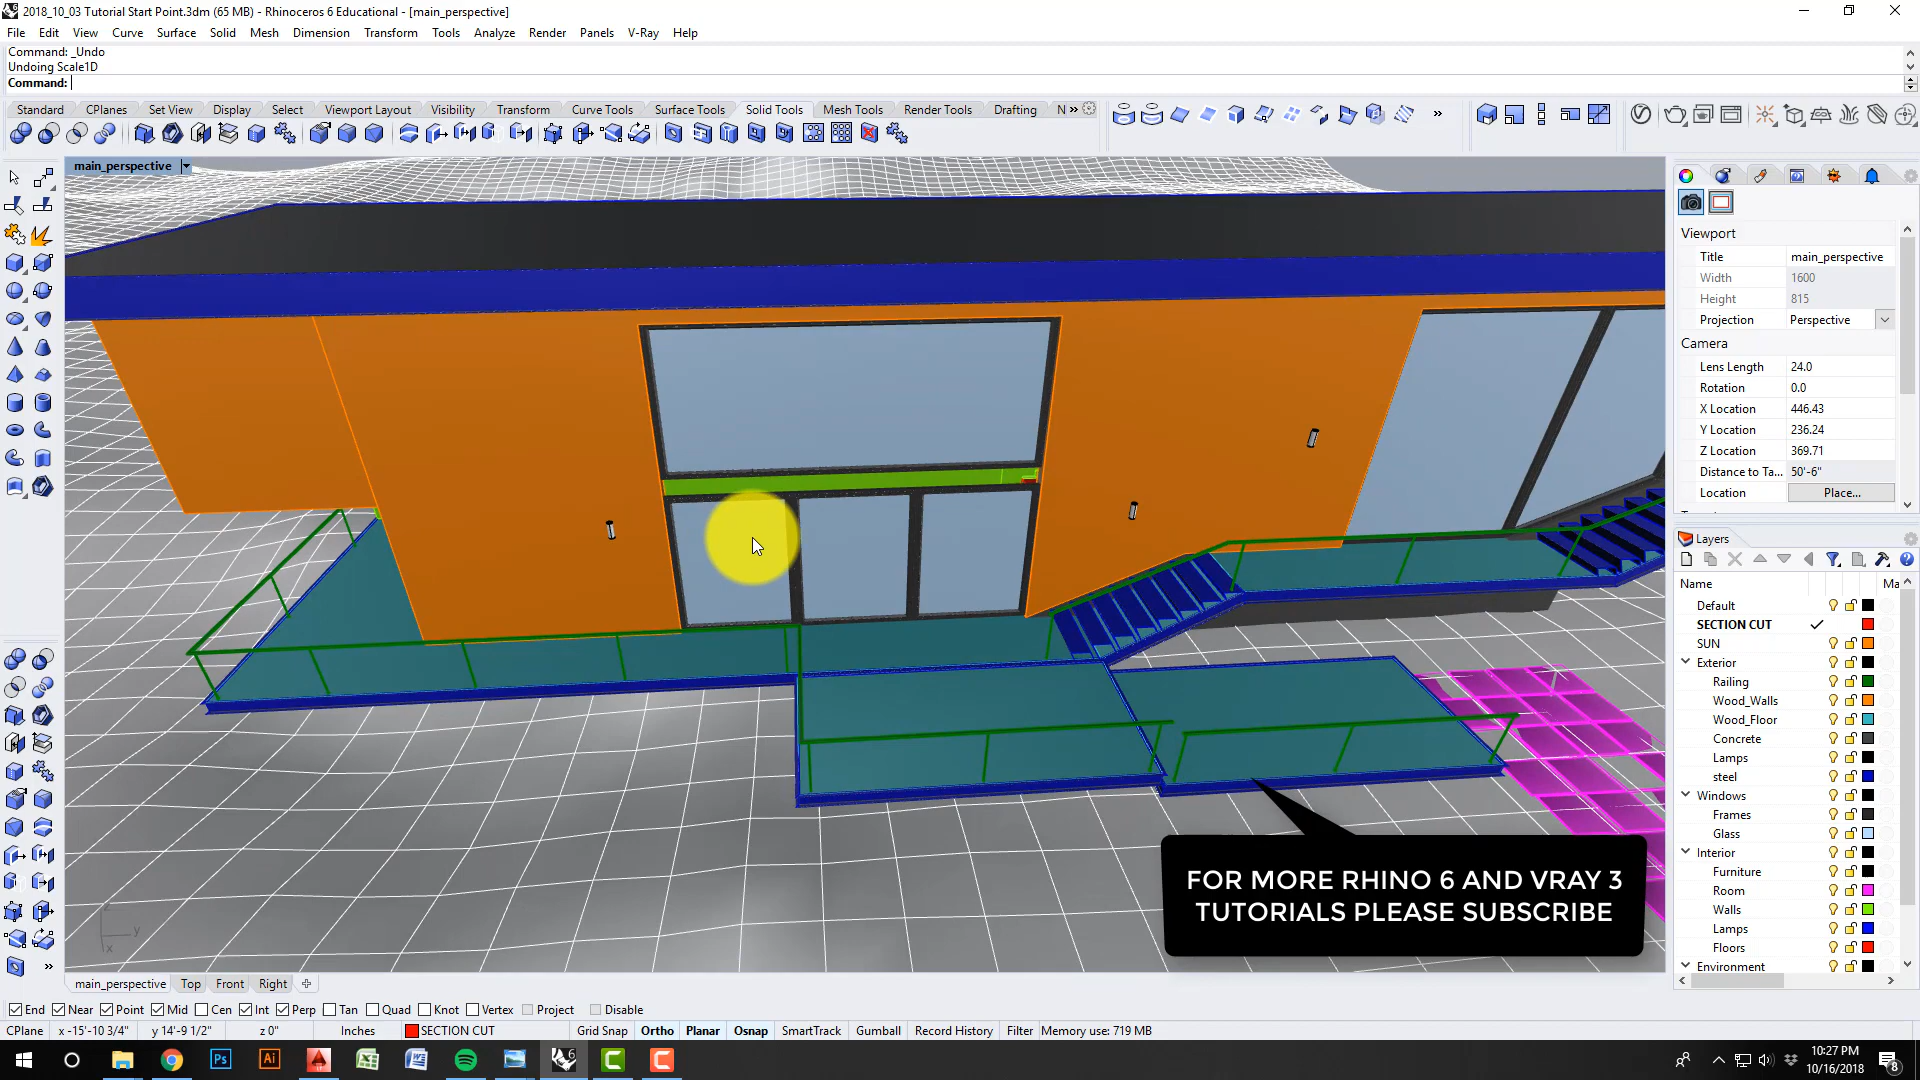 2018_10_03 Tutorial Start Point.3dm (65 MB) - Rhinoceros 6 Educational - [main_perspective]
File Edit View Curve Surface Solid Mesh Dimension Transform Tools Analyze Render Panels V-Ray Help
Command: _Undo
Undoing Scale1D
Command:
Standard CPlanes Set View Display Select Viewport Layout Visibility Transform Curve Tools Surface Tools Solid Tools Mesh Tools Render Tools Drafting N »
main_perspective
Viewport
Title main_perspective
Width 1600
Height 815
Projection Perspective
Camera
Lens Length 24.0
Rotation 0.0
X Location 446.43
Y Location 236.24
Z Location 369.71
Distance to Ta... 50'-6"
Location Place...
Layers
Name Ma
Default
SECTION CUT
SUN
Exterior
Railing
Wood_Walls
Wood_Floor
Concrete
Lamps
steel
Windows
Frames
Glass
Interior
Furniture
Room
Walls
Lamps
Floors
Environment
FOR MORE RHINO 6 AND VRAY 3
TUTORIALS PLEASE SUBSCRIBE
z
y
x
main_perspective Top Front Right
End Near Point Mid Cen Int Perp Tan Quad Knot Vertex Project Disable
CPlane x -15'-10 3/4" y 14'-9 1/2" z 0" Inches SECTION CUT Grid Snap Ortho Planar Osnap SmartTrack Gumball Record History Filter Memory use: 719 MB
Ps Ai 6 C C
10:27 PM
10/16/2018
8